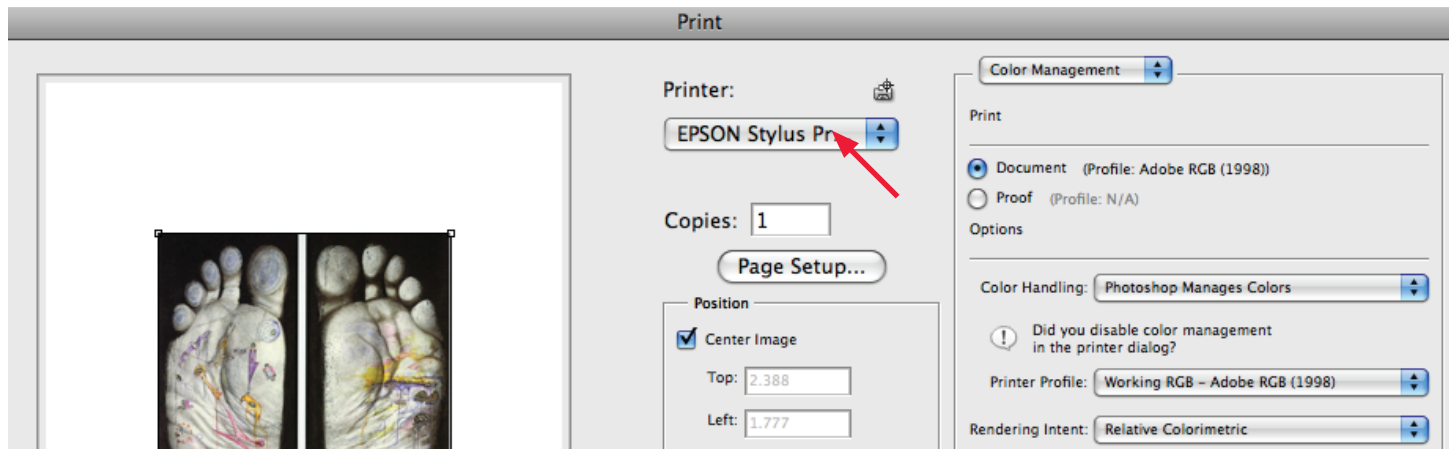 Print
Printer:
EPSON Stylus Pr...
Copies: 1
Page Setup...
Position
Center Image
Top: 2.388
Left: 1.777
Color Management
Print
Document (Profile: Adobe RGB (1998))
Proof (Profile: N/A)
Options
Color Handling: Photoshop Manages Colors
Did you disable color management
in the printer dialog?
Printer Profile: Working RGB – Adobe RGB (1998)
Rendering Intent: Relative Colorimetric